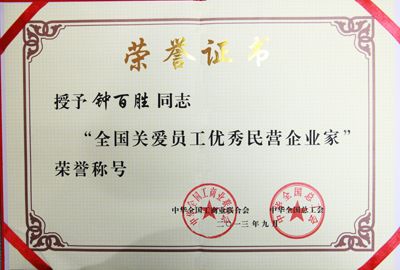 荣誉证书
授予 钟百胜 同志
“全国关爱员工优秀民营企业家”
荣誉称号
中华全国工商业联合会 中华全国总工会
二〇一三年九月